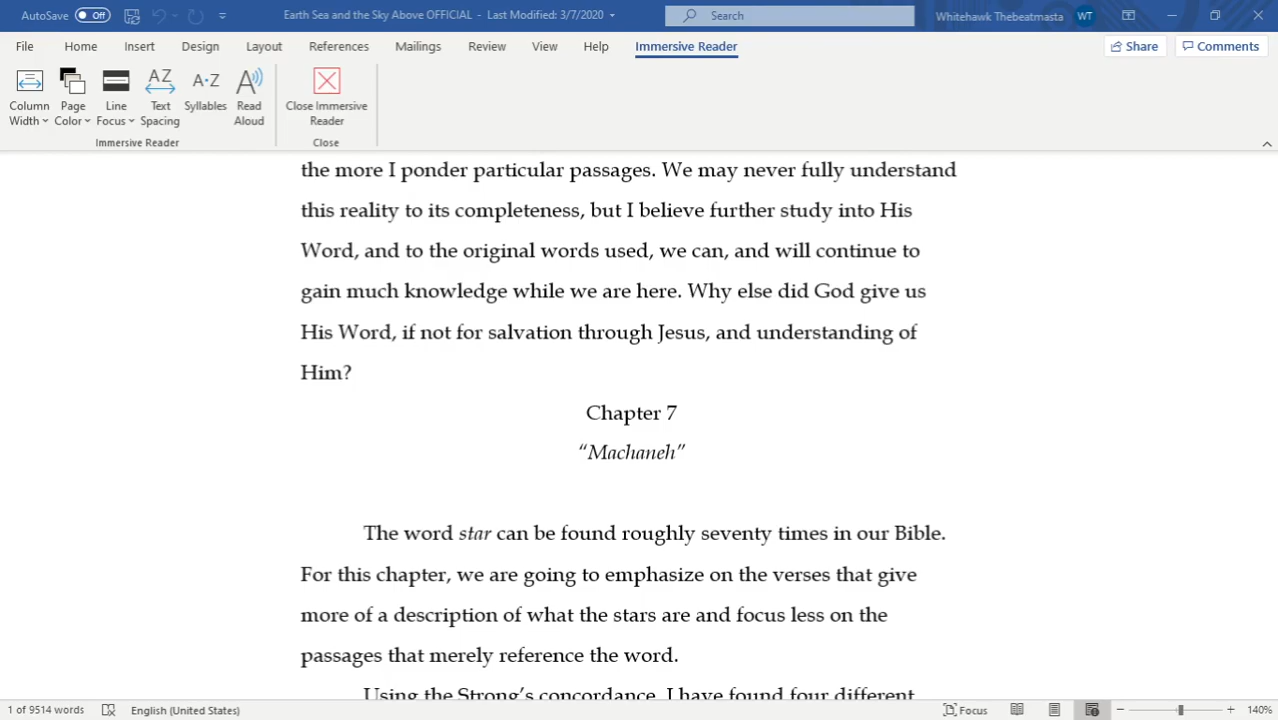 AutoSave Off Earth Sea and the Sky Above OFFICIAL - Last Modified: 3/7/2020 Search Whitehawk Thebeatmasta WT
File Home Insert Design Layout References Mailings Review View Help Immersive Reader Share Comments
Column Width Page Color Line Focus Text Spacing Syllables Read Aloud Close Immersive Reader
Immersive Reader Close
the more I ponder particular passages. We may never fully understand
this reality to its completeness, but I believe further study into His
Word, and to the original words used, we can, and will continue to
gain much knowledge while we are here. Why else did God give us
His Word, if not for salvation through Jesus, and understanding of
Him?
Chapter 7
“Machaneh”
The word star can be found roughly seventy times in our Bible.
For this chapter, we are going to emphasize on the verses that give
more of a description of what the stars are and focus less on the
passages that merely reference the word.
Using the Strong’s concordance, I have found four different
1 of 9514 words English (United States) Focus 140%